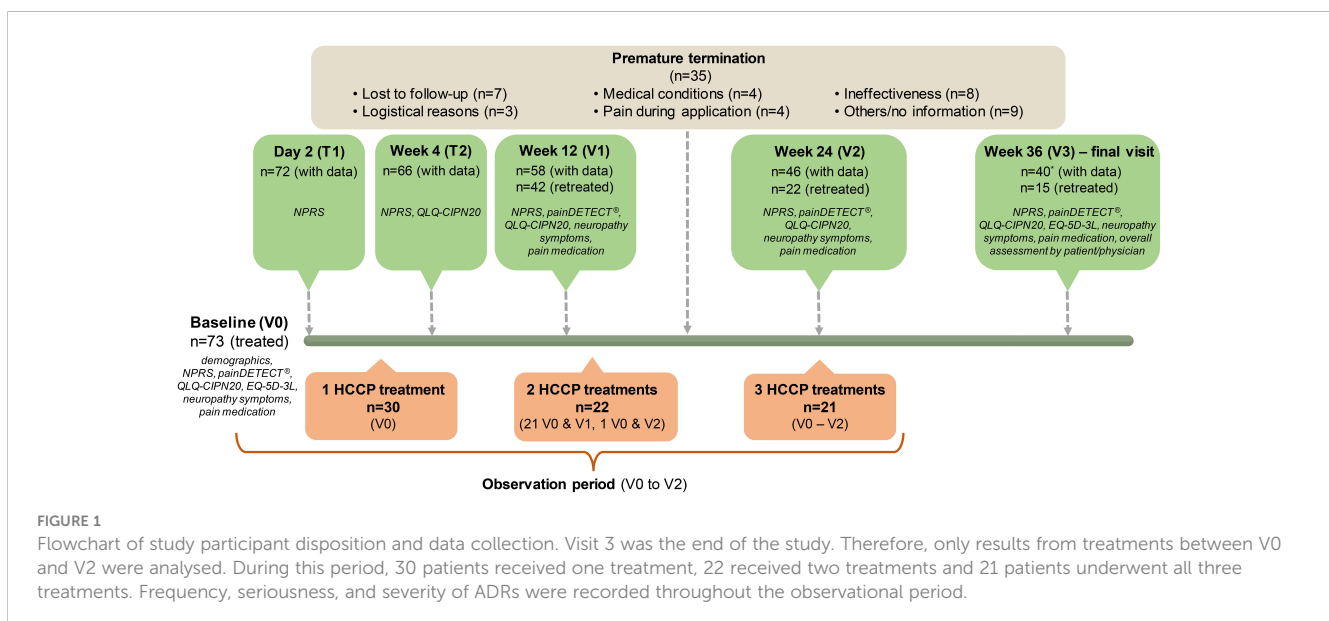 Premature termination
(n=35)
• Lost to follow-up (n=7)
• Logistical reasons (n=3)
• Medical conditions (n=4)
• Pain during application (n=4)
• Ineffectiveness (n=8)
• Others/no information (n=9)
Day 2 (T1)
n=72 (with data)
NPRS
Week 4 (T2)
n=66 (with data)
NPRS, QLQ-CIPN20
Week 12 (V1)
n=58 (with data)
n=42 (retreated)
NPRS, painDETECT®,
QLQ-CIPN20, neuropathy
symptoms,
pain medication
Week 24 (V2)
n=46 (with data)
n=22 (retreated)
NPRS, painDETECT®,
QLQ-CIPN20,
neuropathy symptoms,
pain medication
Week 36 (V3) – final visit
n=40* (with data)
n=15 (retreated)
NPRS, painDETECT®,
QLQ-CIPN20, EQ-5D-3L, neuropathy
symptoms, pain medication, overall
assessment by patient/physician
Baseline (V0)
n=73 (treated)
demographics,
NPRS, painDETECT®,
QLQ-CIPN20, EQ-5D-3L,
neuropathy symptoms,
pain medication
1 HCCP treatment
n=30
(V0)
2 HCCP treatments
n=22
(21 V0 & V1, 1 V0 & V2)
3 HCCP treatments
n=21
(V0 – V2)
Observation period (V0 to V2)
FIGURE 1
Flowchart of study participant disposition and data collection. Visit 3 was the end of the study. Therefore, only results from treatments between V0
and V2 were analysed. During this period, 30 patients received one treatment, 22 received two treatments and 21 patients underwent all three
treatments. Frequency, seriousness, and severity of ADRs were recorded throughout the observational period.